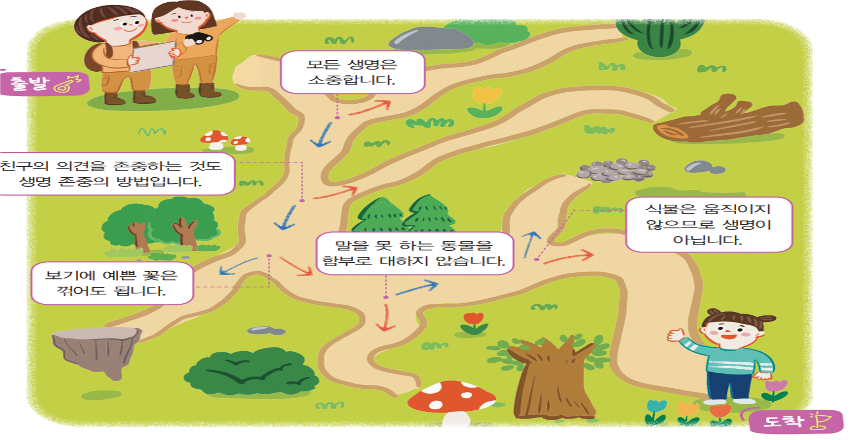 출발
모든 생명은
소중합니다.
친구의 의견을 존중하는 것도
생명 존중의 방법입니다.
식물은 움직이지
않으므로 생명이
아닙니다.
말을 못 하는 동물을
함부로 대하지 않습니다.
보기에 예쁜 꽃은
꺾어도 됩니다.
도착